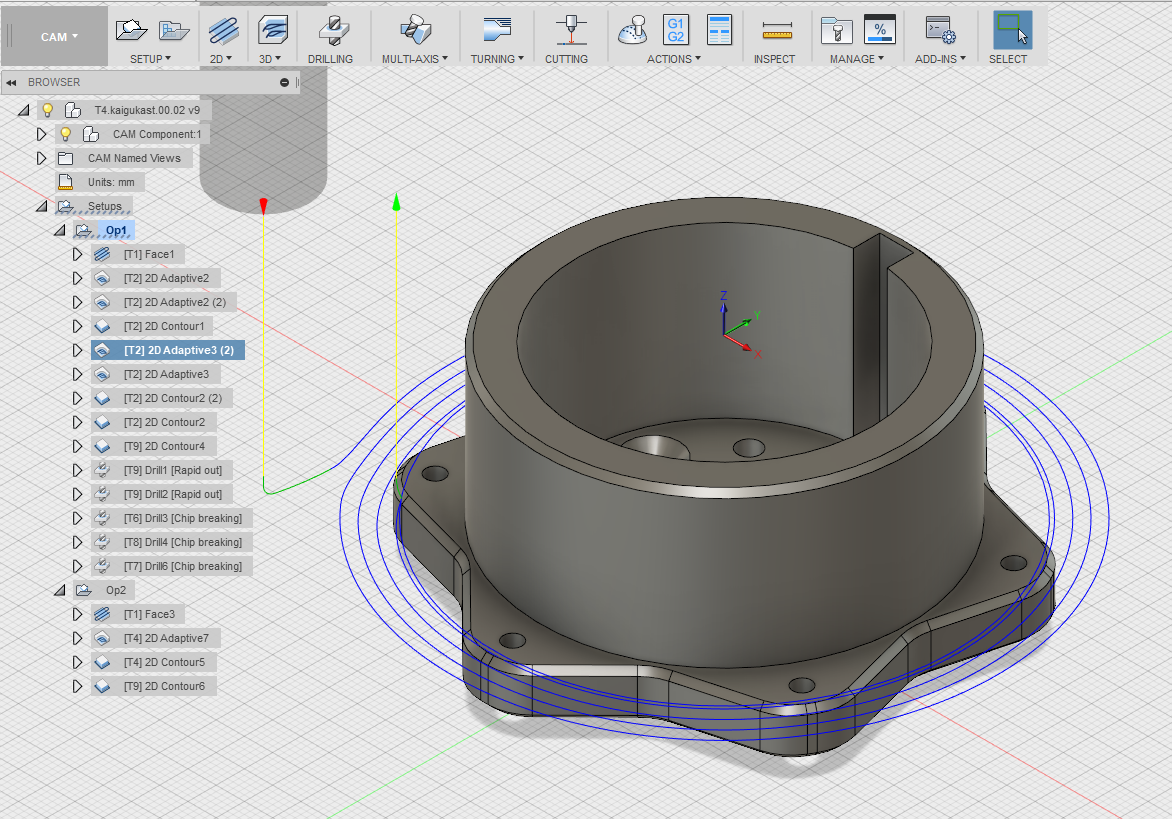 CAM
SETUP
2D
3D
DRILLING
MULTI-AXIS
TURNING
CUTTING
G1
G2
ACTIONS
INSPECT
%
MANAGE
ADD-INS
SELECT
BROWSER
T4.kaigukast.00.02 v9
CAM Component:1
CAM Named Views
Units: mm
Setups
Op1
[T1] Face1
[T2] 2D Adaptive2
[T2] 2D Adaptive2 (2)
[T2] 2D Contour1
[T2] 2D Adaptive3 (2)
[T2] 2D Adaptive3
[T2] 2D Contour2 (2)
[T2] 2D Contour2
[T9] 2D Contour4
[T9] Drill1 [Rapid out]
[T9] Drill2 [Rapid out]
[T6] Drill3 [Chip breaking]
[T8] Drill4 [Chip breaking]
[T7] Drill6 [Chip breaking]
Op2
[T1] Face3
[T4] 2D Adaptive7
[T4] 2D Contour5
[T9] 2D Contour6
Z
Y
X